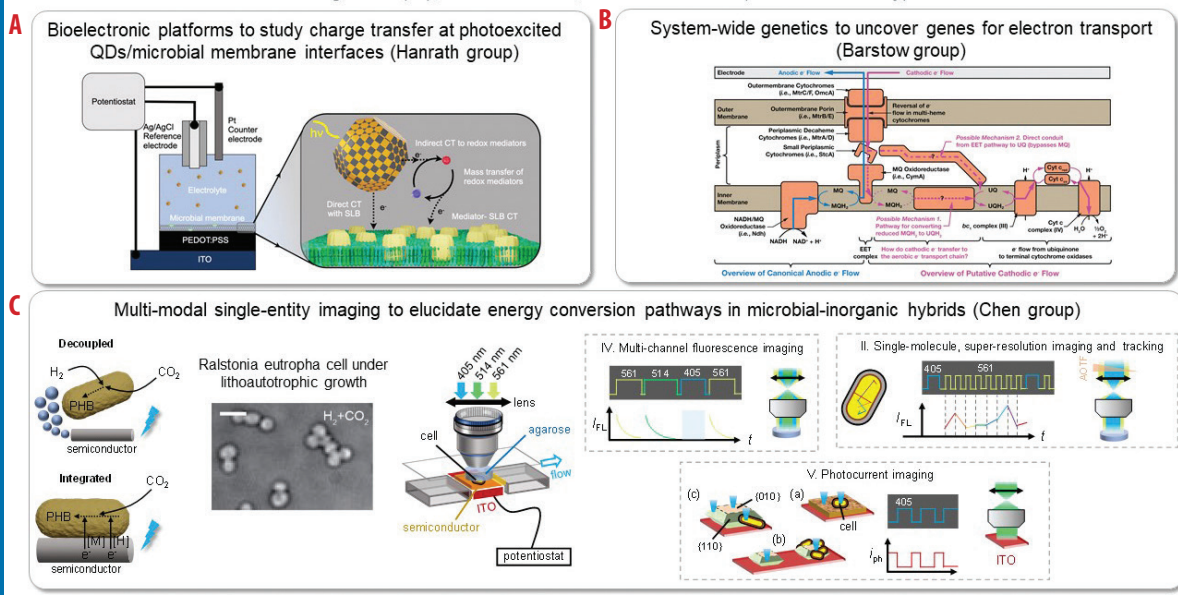 A
Bioelectronic platforms to study charge transfer at photoexcited
QDs/microbial membrane interfaces (Hanrath group)
Potentiostat
Pt
Counter
electrode
Ag/AgCl
Reference
electrode
Electrolyte
Microbial membrane
PEDOT:PSS
ITO
hν
Indirect CT to redox mediators
e-
Mass transfer of
redox mediators
Direct CT
with SLB
e-
e-
Mediator- SLB CT
B
System-wide genetics to uncover genes for electron transport
(Barstow group)
Electrode
Anodic e- Flow
Cathodic e- Flow
Outermembrane Cytochromes
(i.e., MtrC/F, OmcA)
Outer
Membrane
Outermembrane Porin
(i.e., MtrB/E)
Reversal of e-
flow in multi-heme
cytochromes
Periplasm
Periplasmic Decaheme
Cytochromes (i.e., MtrA/D)
Small Periplasmic
Cytochromes (i.e., StcA)
Possible Mechanism 2. Direct conduit
from EET pathway to UQ (bypasses MQ)
?
MQ Oxidoreductase
(i.e., CymA)
H+
Cyt c
Cyt c
H+
Inner
Membrane
MQ
MQ
UQ
MQH2
MQH2
?
UQH2
NADH/MQ
Oxidoreductase
(i.e., Ndh)
NADH
NAD+ + H+
Possible Mechanism 1.
Pathway for converting
reduced MQH2 to UQH2
bc1 complex (III)
H+
Cyt c
complex (IV)
H+
H2O
½O2
+ 2H+
EET
complex
How do cathodic e- transfer to
the aerobic e- transport chain?
e- flow from ubiquinone
to terminal cytochrome oxidases
Overview of Canonical Anodic e- Flow
Overview of Putative Cathodic e- Flow
C
Multi-modal single-entity imaging to elucidate energy conversion pathways in microbial-inorganic hybrids (Chen group)
Decoupled
H2
CO2
PHB
semiconductor
Integrated
CO2
PHB
[M]
[H]
e-
e-
semiconductor
Ralstonia eutropha cell under
lithoautotrophic growth
H2+CO2
405 nm
514 nm
561 nm
lens
cell
agarose
flow
ITO
semiconductor
potentiostat
IV. Multi-channel fluorescence imaging
561
514
405
561
IFL
t
II. Single-molecule, super-resolution imaging and tracking
405
561
AOTF
IFL
t
V. Photocurrent imaging
(c)
{010}
(a)
cell
{110}
(b)
405
iph
t
ITO